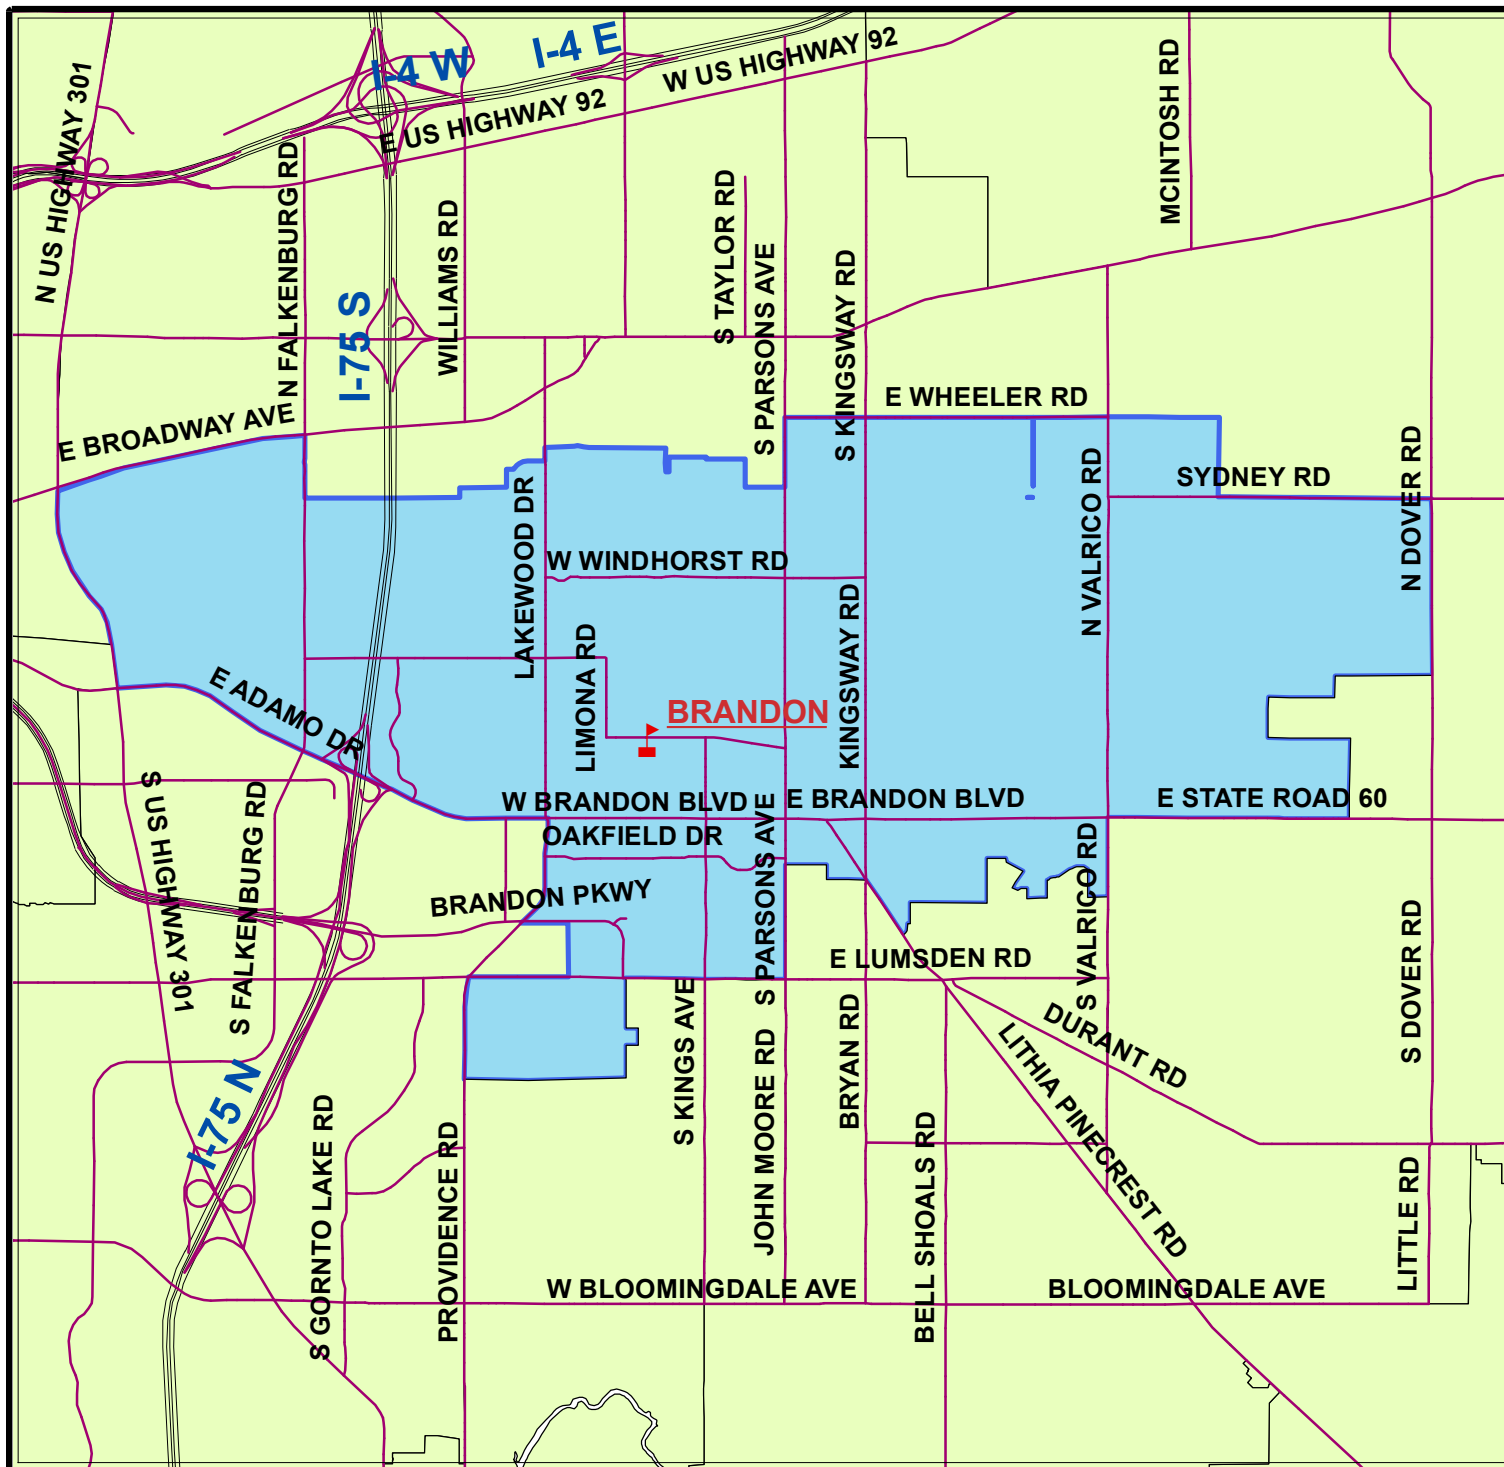 I-4 W
I-4 E
W US HIGHWAY 92
E US HIGHWAY 92
N US HIGHWAY 301
MCINTOSH RD
N FALKENBURG RD
WILLIAMS RD
S TAYLOR RD
S PARSONS AVE
S KINGSWAY RD
I-75 S
E WHEELER RD
E BROADWAY AVE
SYDNEY RD
N DOVER RD
N VALRICO RD
LAKEWOOD DR
W WINDHORST RD
KINGSWAY RD
LIMONA RD
E ADAMO DR
BRANDON
W BRANDON BLVD
E BRANDON BLVD
E STATE ROAD 60
OAKFIELD DR
S US HIGHWAY 301
S FALKENBURG RD
BRANDON PKWY
S PARSONS AVE
S VALRICO RD
E LUMSDEN RD
S DOVER RD
S KINGS AVE
JOHN MOORE RD
BRYAN RD
DURANT RD
LITHIA PINECREST RD
I-75 N
S GORNTO LAKE RD
PROVIDENCE RD
BELL SHOALS RD
LITTLE RD
W BLOOMINGDALE AVE
BLOOMINGDALE AVE